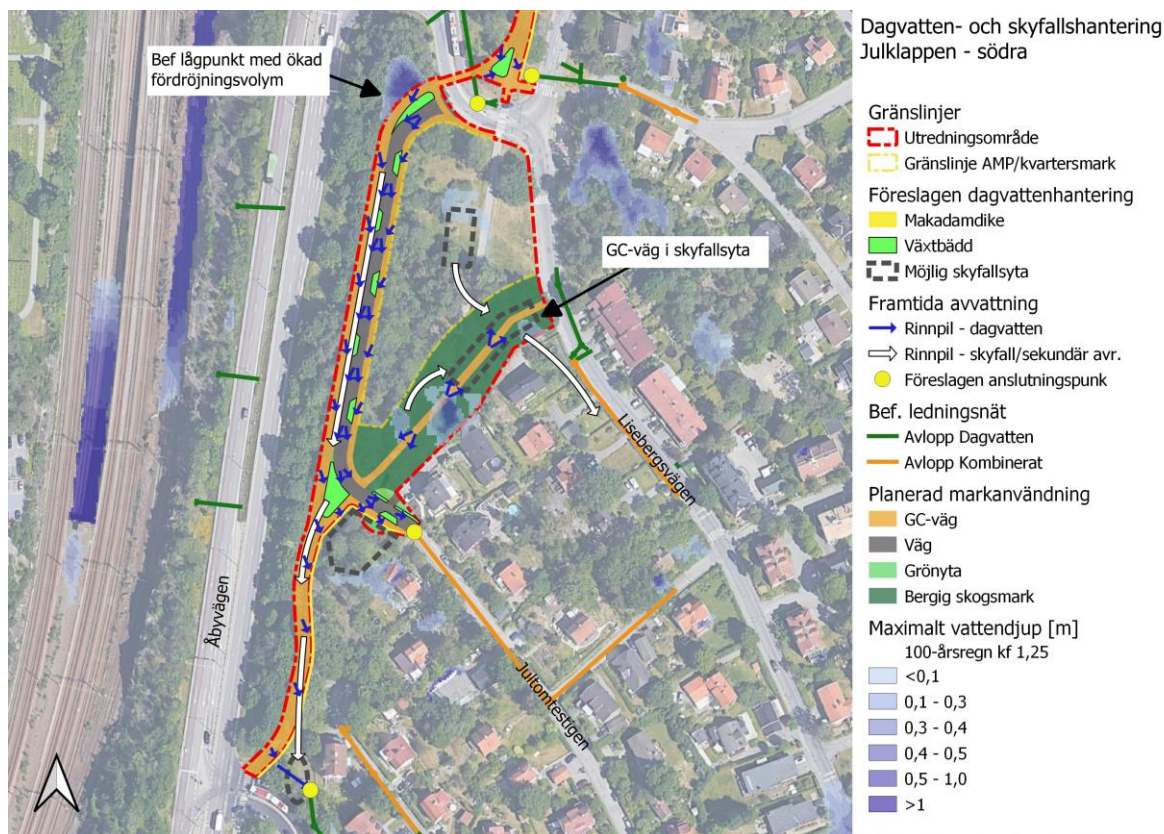 Dagvatten- och skyfallshantering
Julklappen - södra
Bef lågpunkt med ökad
fördröjningsvolym
GC-väg i skyfallsyta
Lisebergsvägen
Åbyvägen
Jultomtestigen
Gränslinjer
Utredningsområde
Gränslinje AMP/kvartersmark
Föreslagen dagvattenhantering
Makadamdike
Växtbädd
Möjlig skyfallsyta
Framtida avvattning
Rinnpil - dagvatten
Rinnpil - skyfall/sekundär avr.
Föreslagen anslutningspunk
Bef. ledningsnät
Avlopp Dagvatten
Avlopp Kombinerat
Planerad markanvändning
GC-väg
Väg
Grönyta
Bergig skogsmark
Maximalt vattendjup [m]
100-årsregn kf 1,25
<0,1
0,1 - 0,3
0,3 - 0,4
0,4 - 0,5
0,5 - 1,0
>1